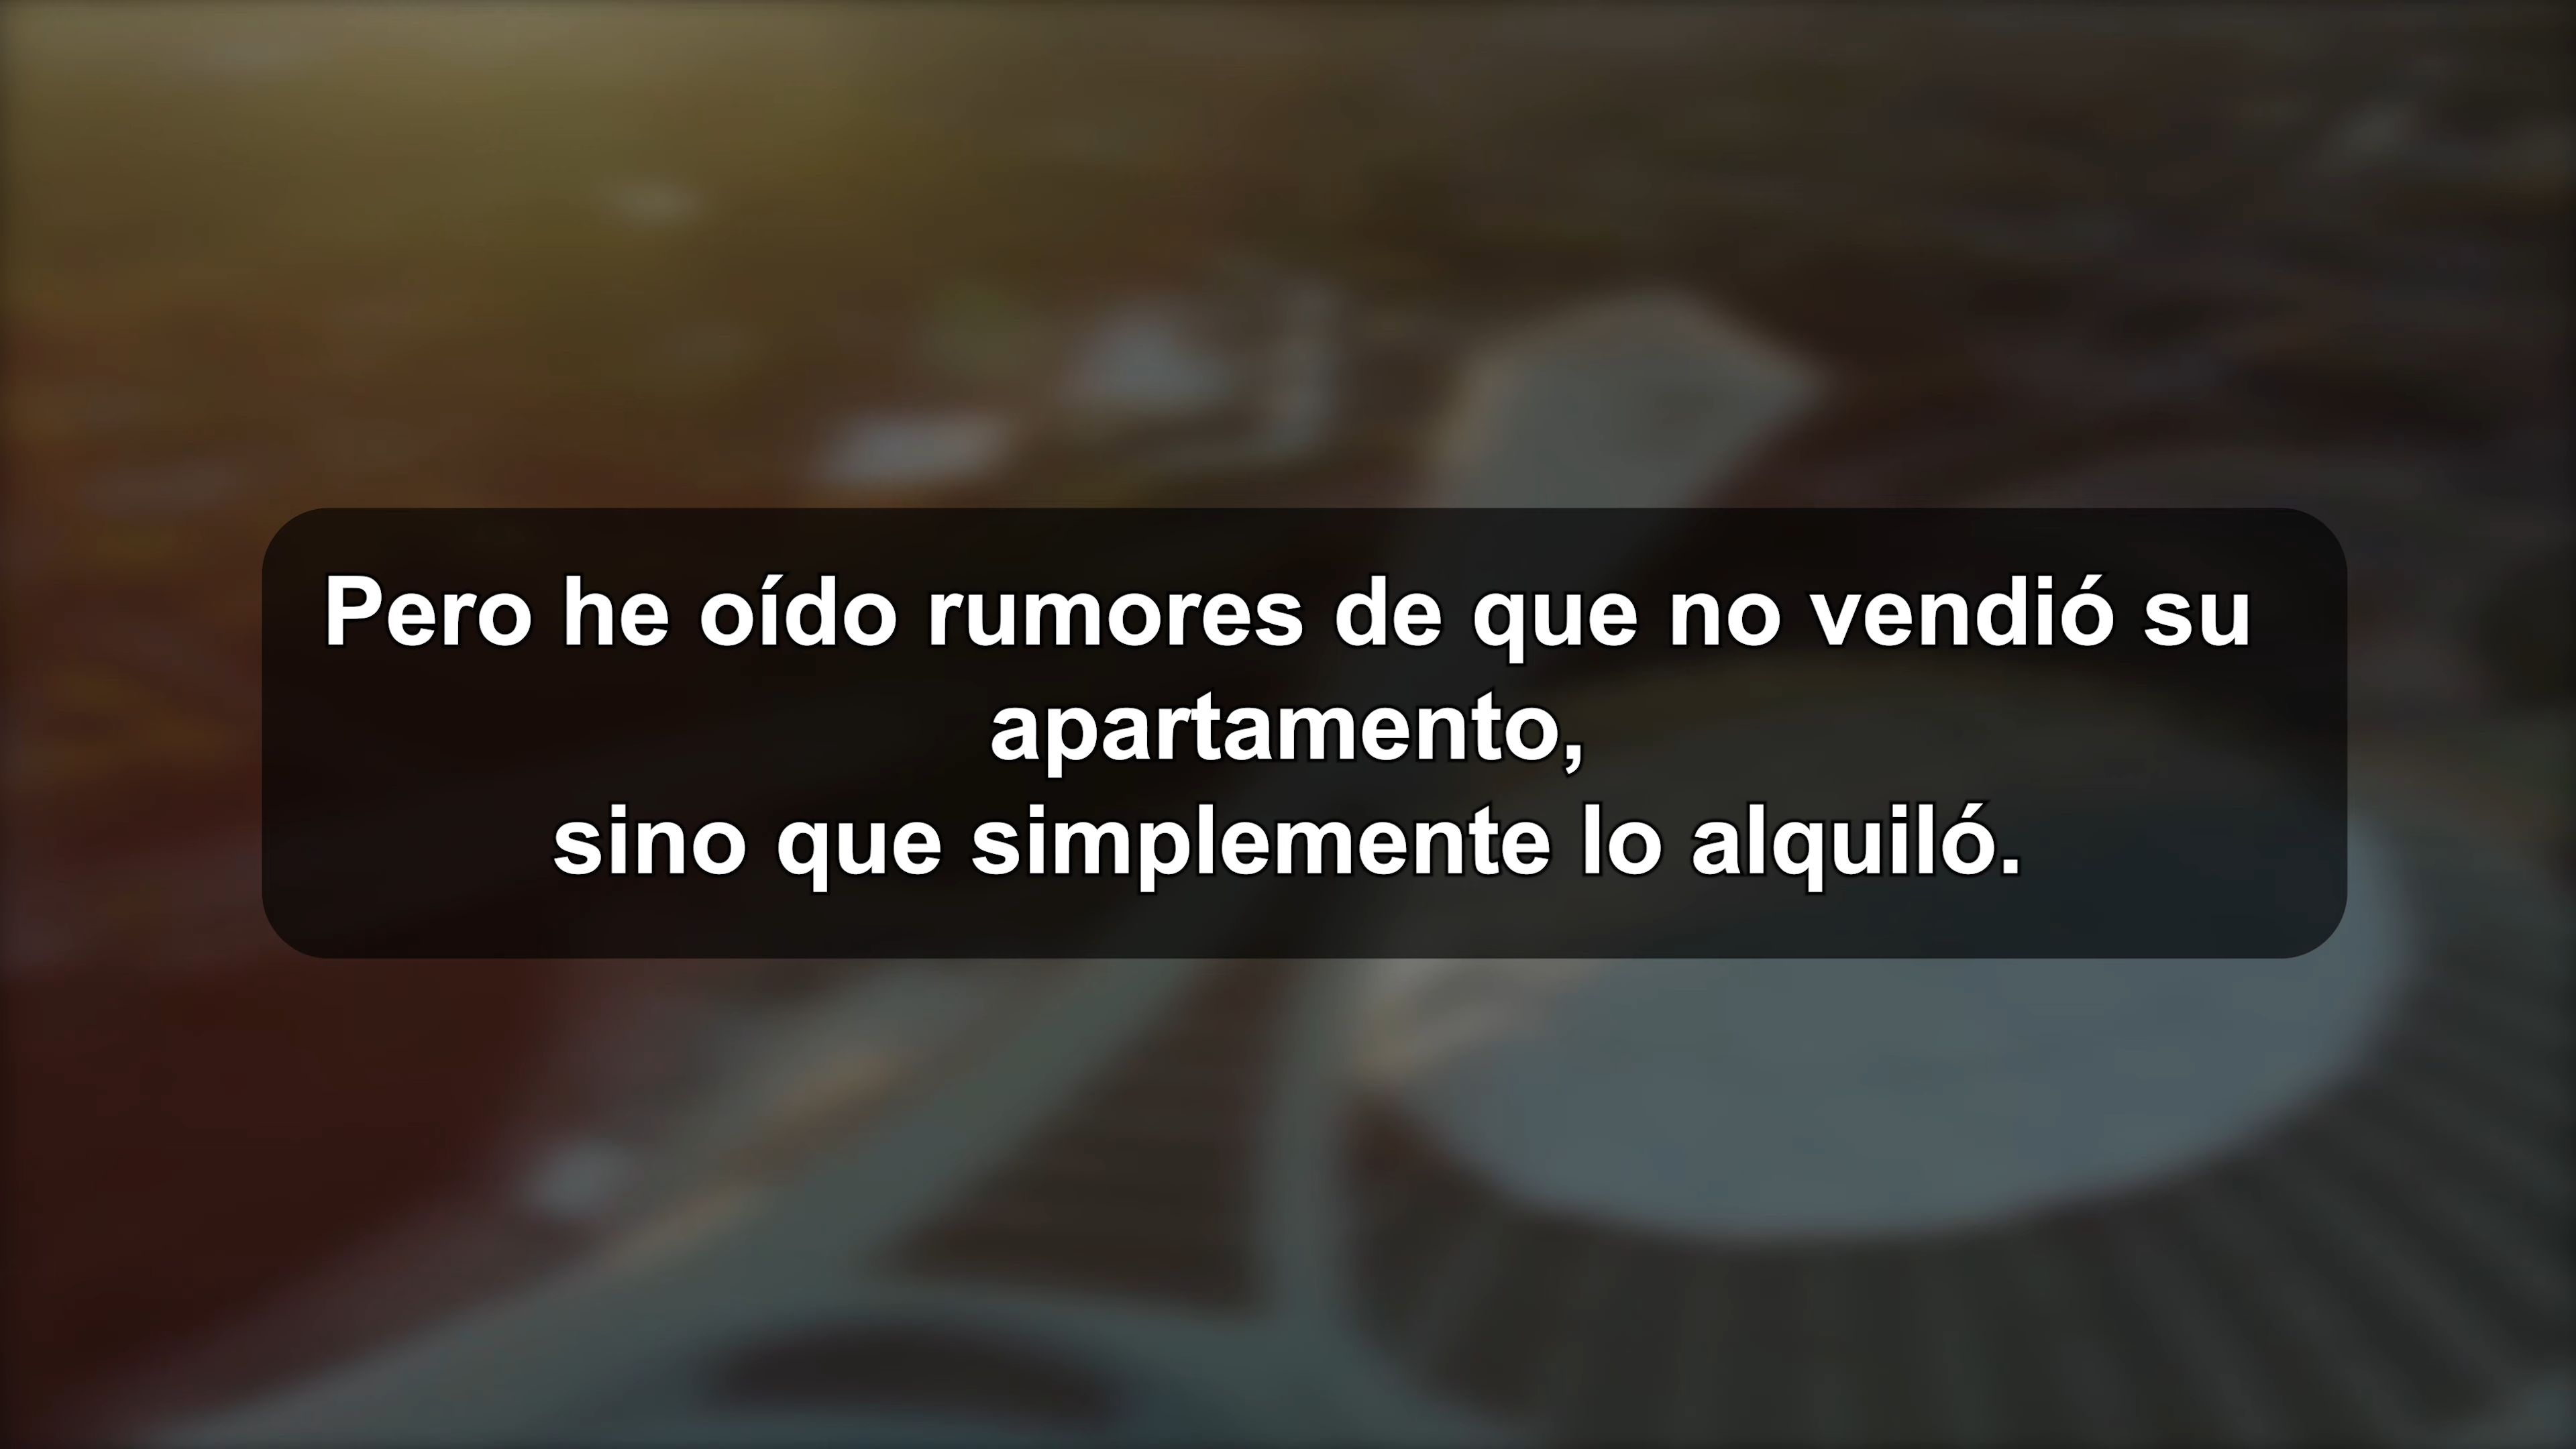 Pero he oído rumores de que no vendió su
apartamento,
sino que simplemente lo alquiló.